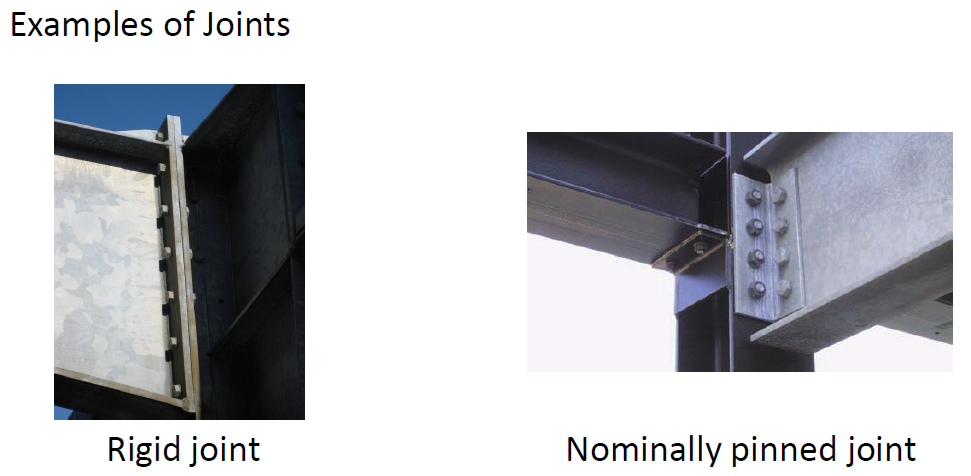 Examples of Joints
Rigid joint
Nominally pinned joint